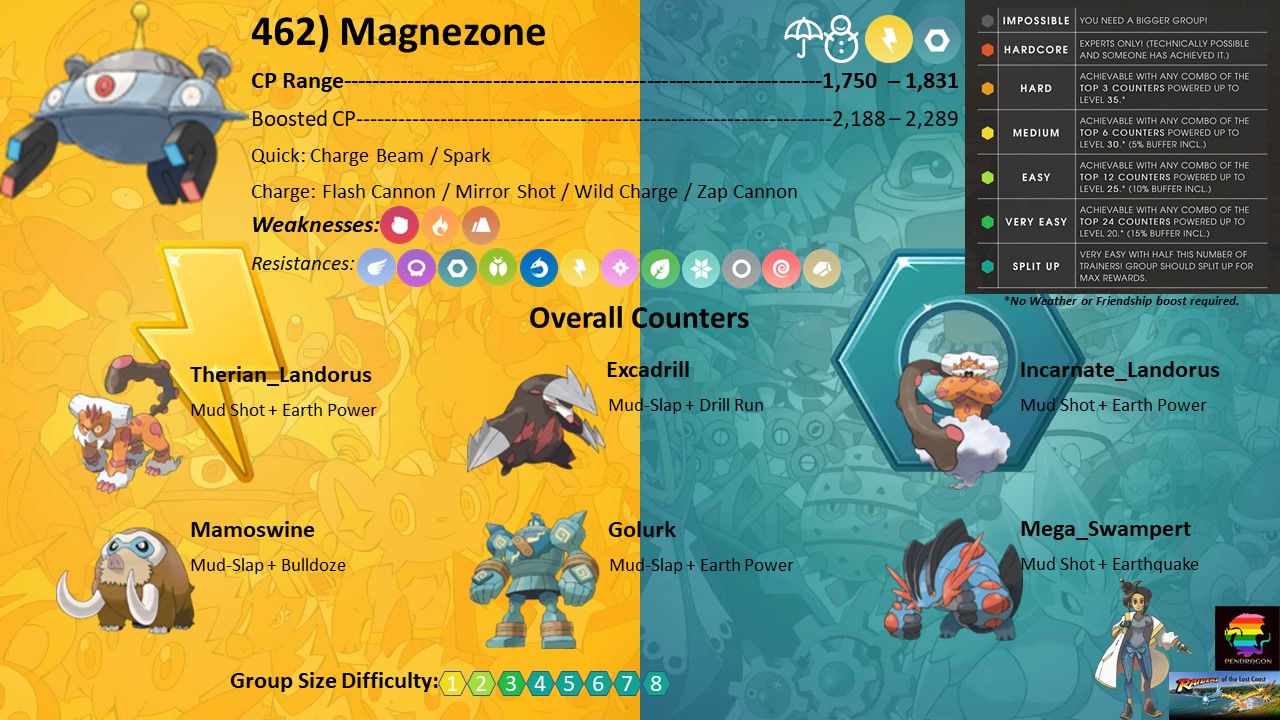 462) Magnezone
CP Range---------------------------------------------------------------------1,750 – 1,831
Boosted CP---------------------------------------------------------------------2,188 – 2,289
Quick: Charge Beam / Spark
Charge: Flash Cannon / Mirror Shot / Wild Charge / Zap Cannon
Weaknesses:
Resistances:
IMPOSSIBLE YOU NEED A BIGGER GROUP!
HARDCORE EXPERTS ONLY! (TECHNICALLY POSSIBLE
AND SOMEONE HAS ACHIEVED IT.)
HARD ACHIEVABLE WITH ANY COMBO OF THE
TOP 3 COUNTERS POWERED UP TO
LEVEL 35.*
MEDIUM ACHIEVABLE WITH ANY COMBO OF THE
TOP 6 COUNTERS POWERED UP TO
LEVEL 30.* (5% BUFFER INCL.)
EASY ACHIEVABLE WITH ANY COMBO OF THE
TOP 12 COUNTERS POWERED UP TO
LEVEL 25.* (10% BUFFER INCL.)
VERY EASY ACHIEVABLE WITH ANY COMBO OF THE
TOP 24 COUNTERS POWERED UP TO
LEVEL 20.* (15% BUFFER INCL.)
SPLIT UP VERY EASY WITH HALF THIS NUMBER OF
TRAINERS! GROUP SHOULD SPLIT UP FOR
MAX REWARDS.
*No Weather or Friendship boost required.
Overall Counters
Therian_Landorus
Mud Shot + Earth Power
Excadrill
Mud-Slap + Drill Run
Incarnate_Landorus
Mud Shot + Earth Power
Mamoswine
Mud-Slap + Bulldoze
Golurk
Mud-Slap + Earth Power
Mega_Swampert
Mud Shot + Earthquake
Group Size Difficulty: 1 2 3 4 5 6 7 8
PENDRAGON
RAIDERS of the Lost Coast